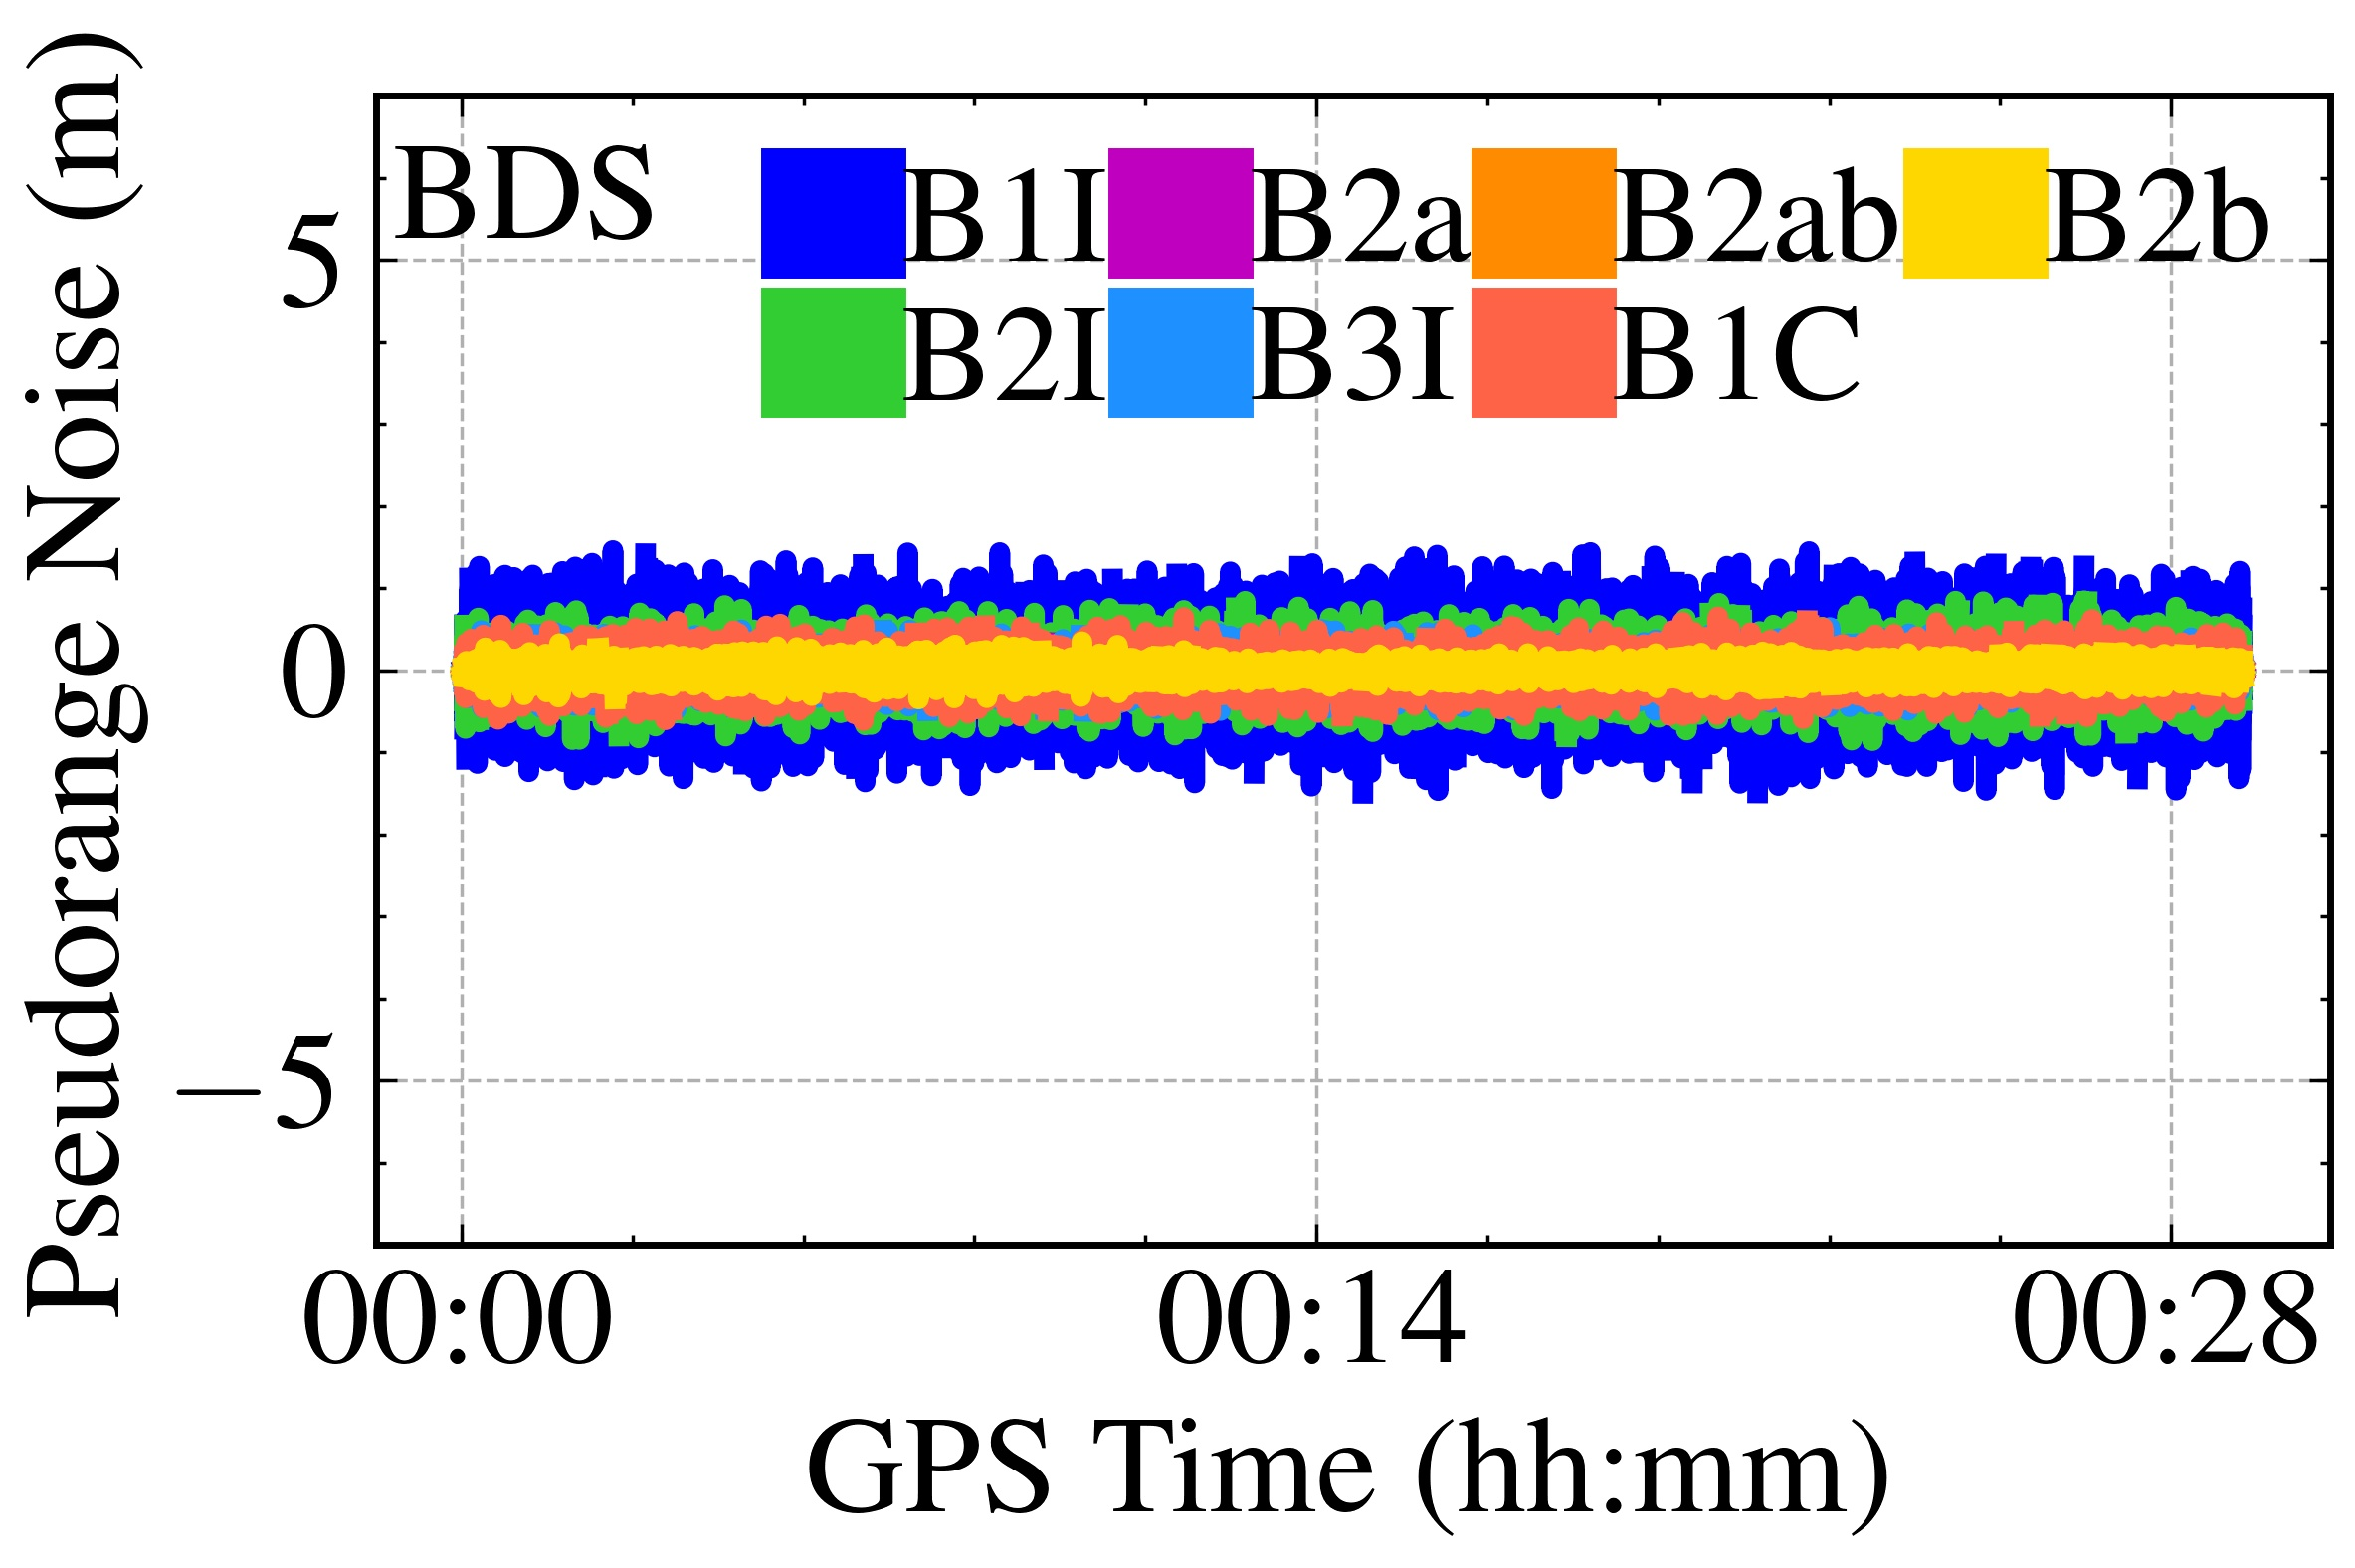 BDS
B1I B2a B2ab B2b
B2I B3I B1C
Pseudorange Noise (m)
5
0
−5
00:00 00:14 00:28
GPS Time (hh:mm)